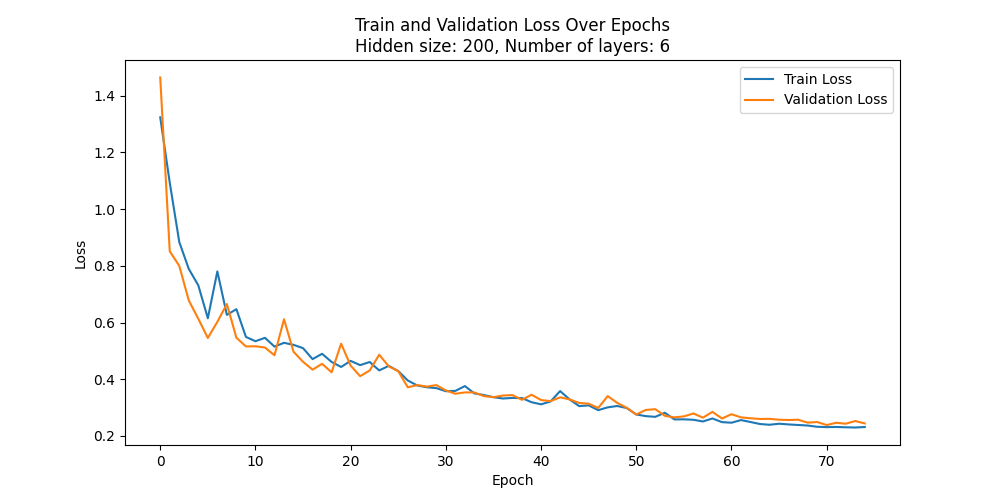 Train and Validation Loss Over Epochs
Hidden size: 200, Number of layers: 6
Train Loss
Validation Loss
1.4
1.2
1.0
0.8
0.6
0.4
0.2
Loss
0 10 20 30 40 50 60 70
Epoch